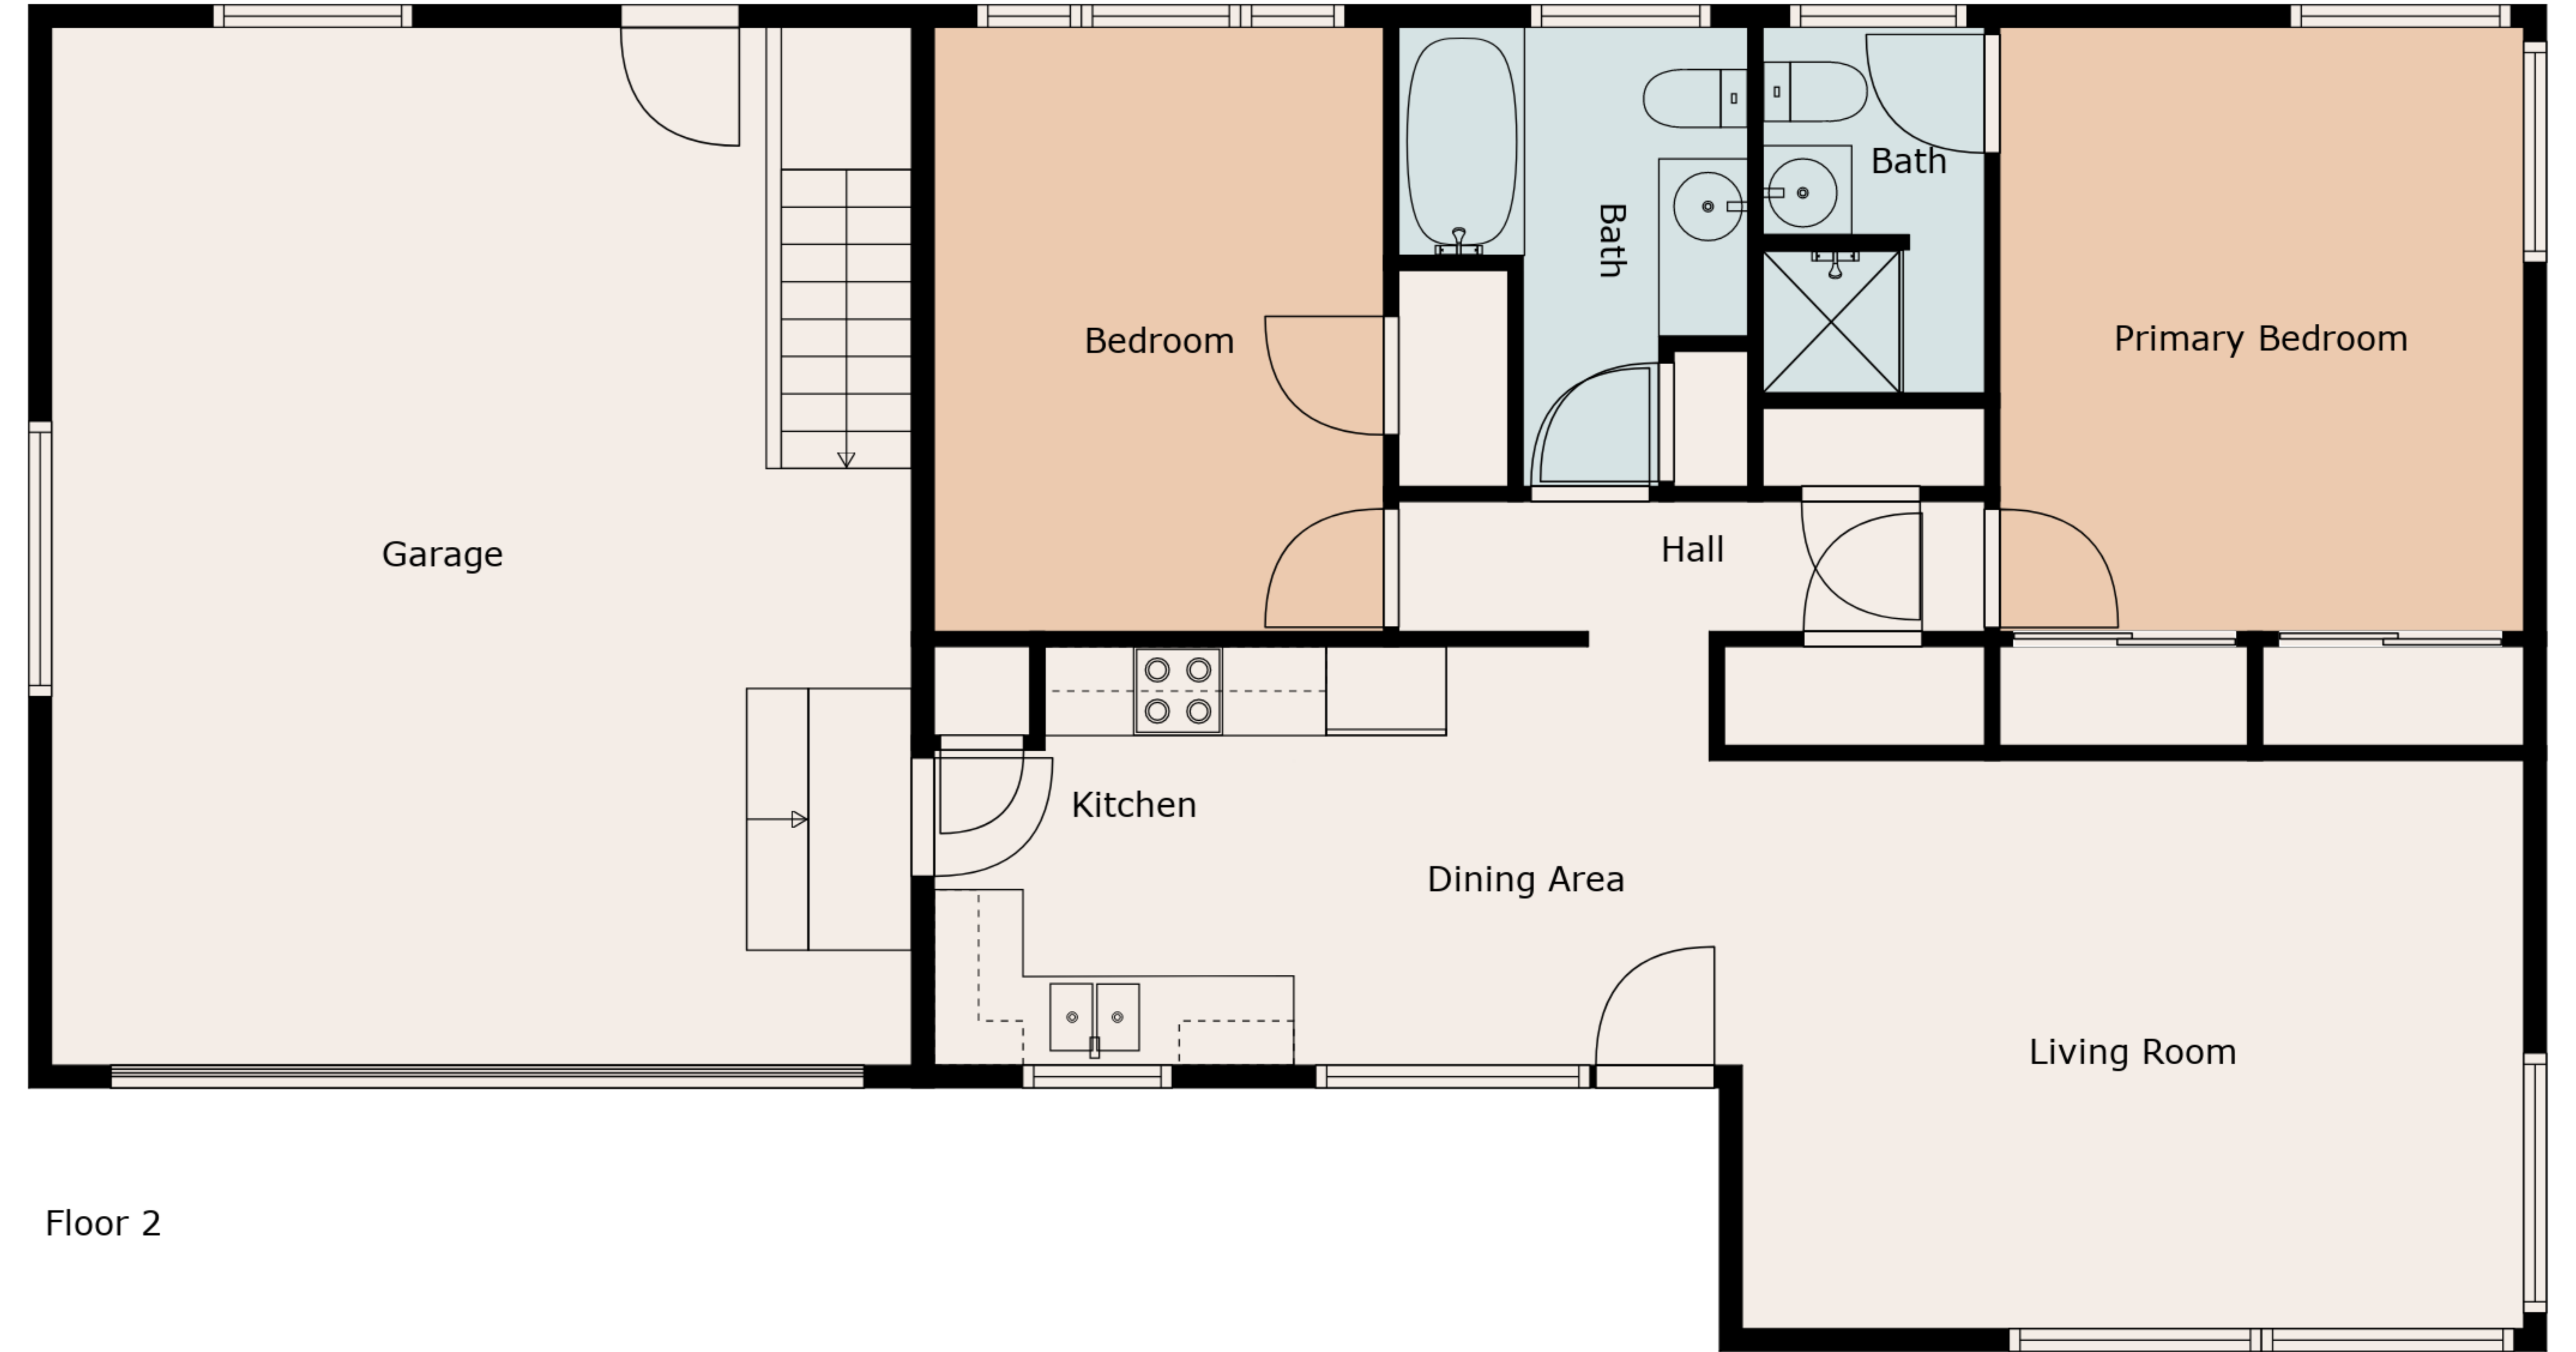 Bath
Bath
Bedroom
Primary Bedroom
Garage
Hall
Kitchen
Dining Area
Living Room
Floor 2